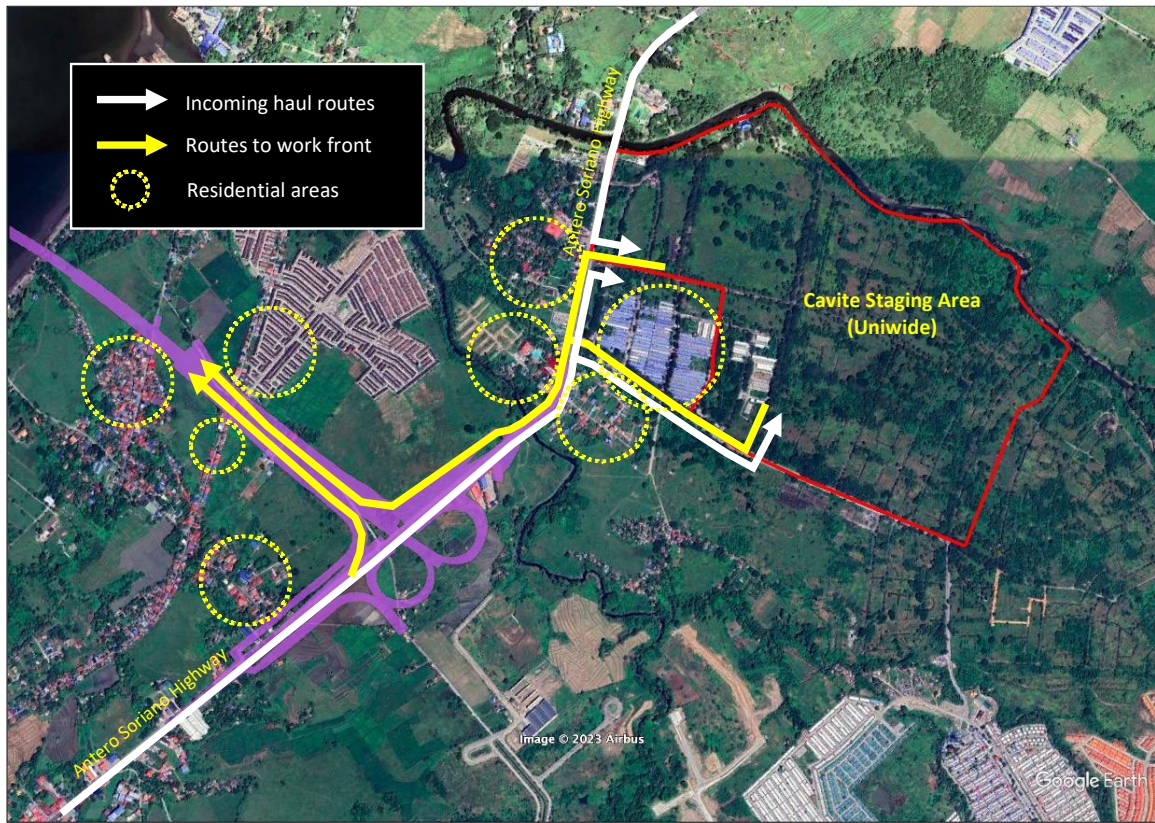 Incoming haul routes
Routes to work front
Residential areas
Antero Soriano Highway
Cavite Staging Area
(Uniwide)
Antero Soriano Highway
Image © 2023 Airbus
Google Earth